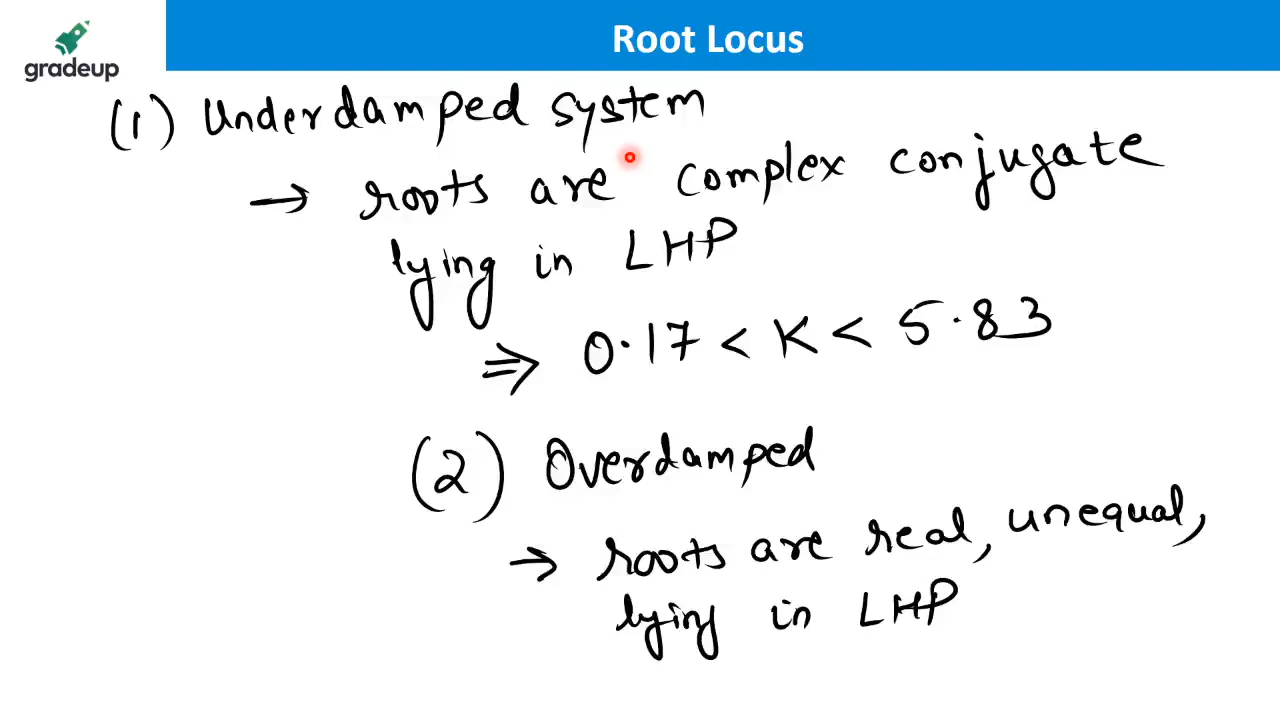 Root Locus
gradeup
(1) Underdamped system
→ roots are complex conjugate
lying in LHP
⇒ 0.17 < K < 5.83
(2) Overdamped
→ roots are real, unequal,
lying in LHP